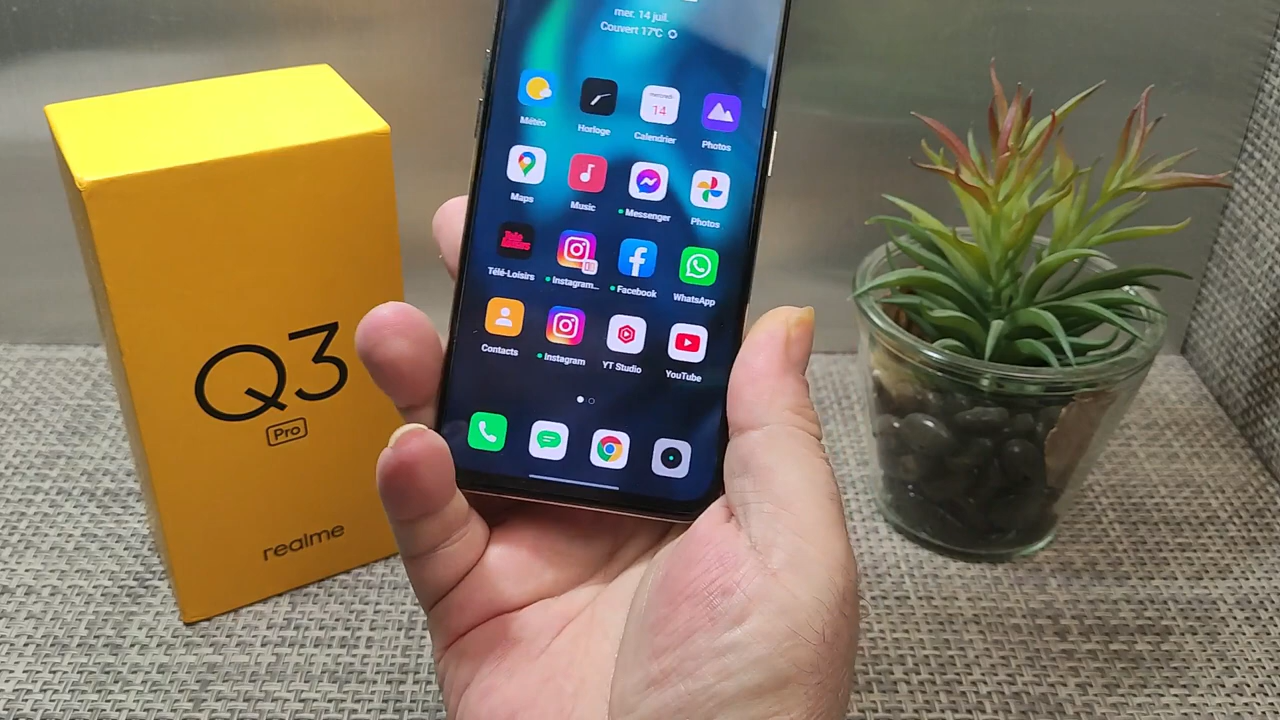 mer. 14 juil.
Couvert 17°C
Météo
Horloge
mercredi
14
Calendrier
Photos
Maps
Music
Messenger
Photos
Télé-Loisirs
Instagram...
Facebook
WhatsApp
Contacts
Instagram
YT Studio
YouTube
Q3
Pro
realme